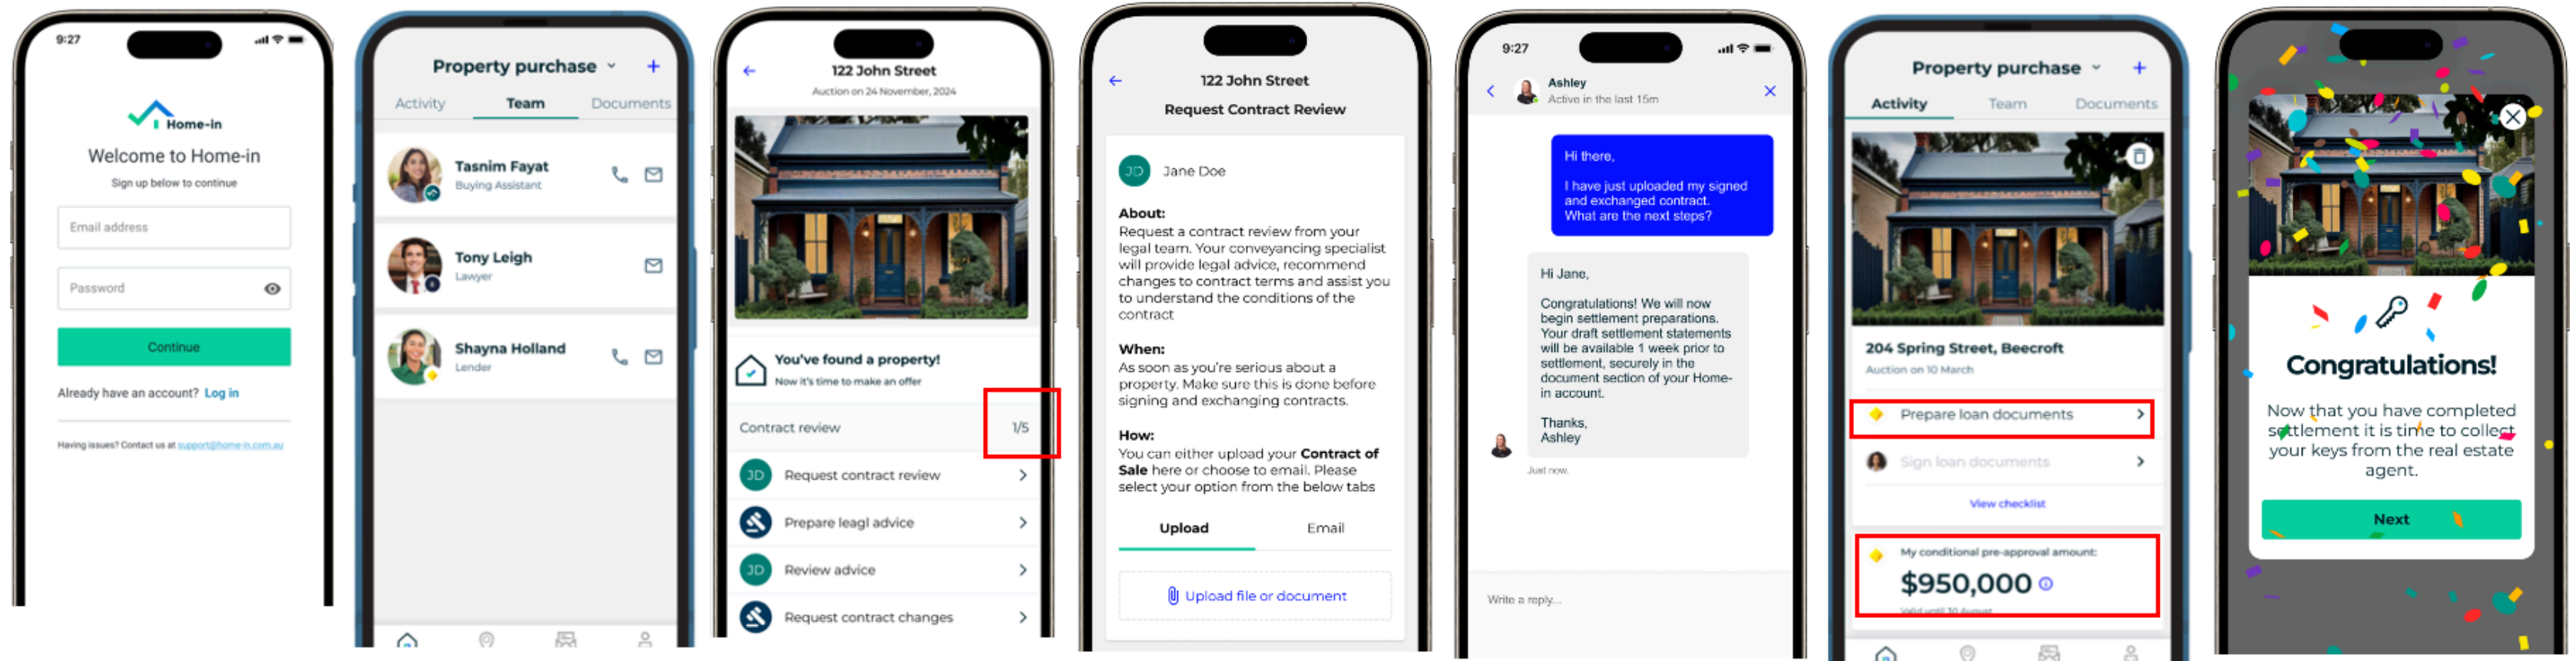 9:27
Home-in
Welcome to Home-in
Sign up below to continue
Email address
Password
Continue
Already have an account? Log in
Having issues? Contact us at support@home-in.com.au
Property purchase
Activity Team Documents
Tasnim Fayat
Buying Assistant
Tony Leigh
Lawyer
Shayna Holland
Lender
122 John Street
Auction on 24 November, 2024
You've found a property!
Now it's time to make an offer
Contract review 1/5
JD Request contract review
Prepare leagl advice
JD Review advice
Request contract changes
122 John Street
Request Contract Review
JD Jane Doe
About:
Request a contract review from your
legal team. Your conveyancing specialist
will provide legal advice, recommend
changes to contract terms and assist you
to understand the conditions of the
contract
When:
As soon as you're serious about a
property. Make sure this is done before
signing and exchanging contracts.
How:
You can either upload your Contract of
Sale here or choose to email. Please
select your option from the below tabs
Upload Email
Upload file or document
9:27
Ashley
Active in the last 15m
Hi there,
I have just uploaded my signed
and exchanged contract.
What are the next steps?
Hi Jane,
Congratulations! We will now
begin settlement preparations.
Your draft settlement statements
will be available 1 week prior to
settlement, securely in the
document section of your Home-
in account.
Thanks,
Ashley
Just now.
Write a reply...
Property purchase
Activity Team Documents
204 Spring Street, Beecroft
Auction on 10 March
Prepare loan documents
Sign loan documents
View checklist
My conditional pre-approval amount:
$950,000
Valid until 30 August
Congratulations!
Now that you have completed
settlement it is time to collect
your keys from the real estate
agent.
Next